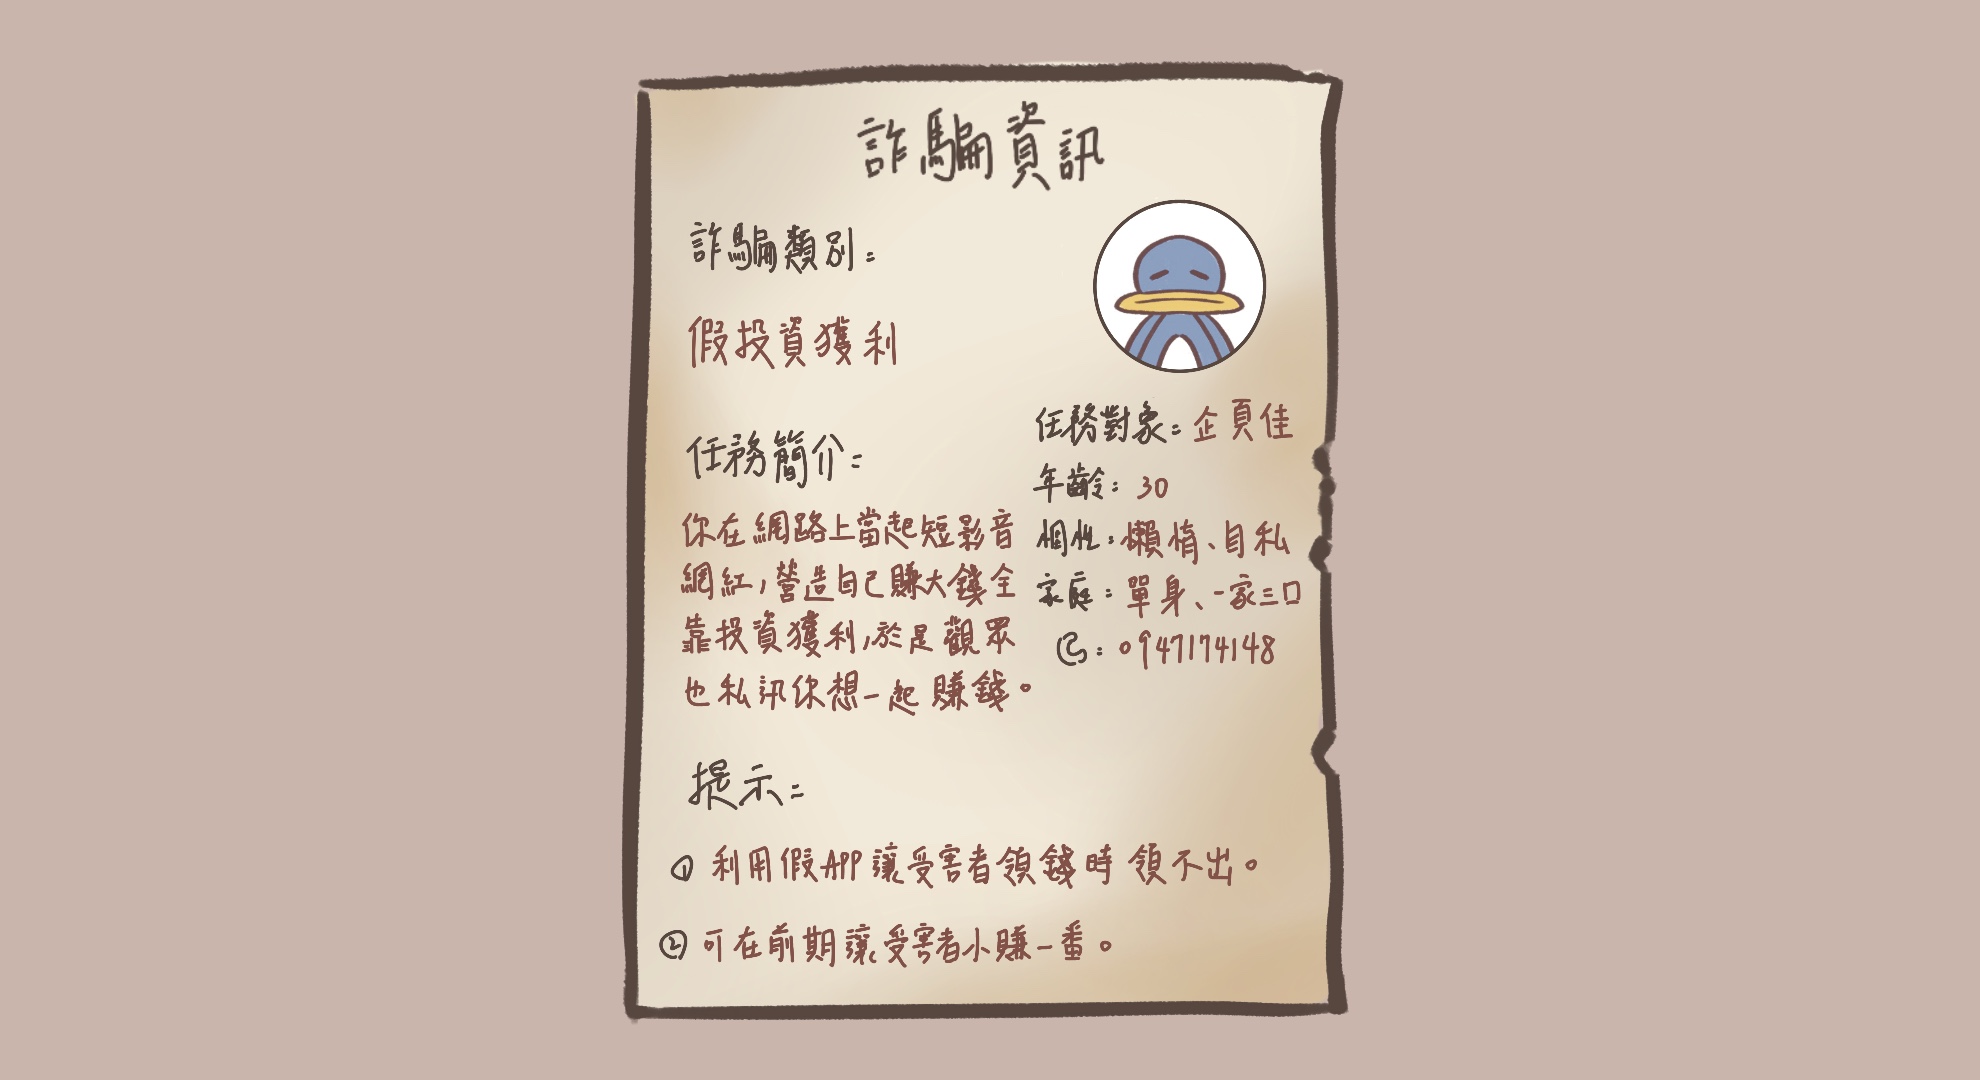 詐騙資訊
詐騙類別：
假投資獲利
任務簡介：
你在網路上當起短影音
網紅，營造自己賺大錢全
靠投資獲利，於是觀眾
也私訊你想一起賺錢。
任務對象：企頁佳
年齡：30
個性：懶惰、自私
家庭：單身、一家三口
：0947174148
提示：
① 利用假APP讓受害者領錢時領不出。
② 可在前期讓受害者小賺一番。